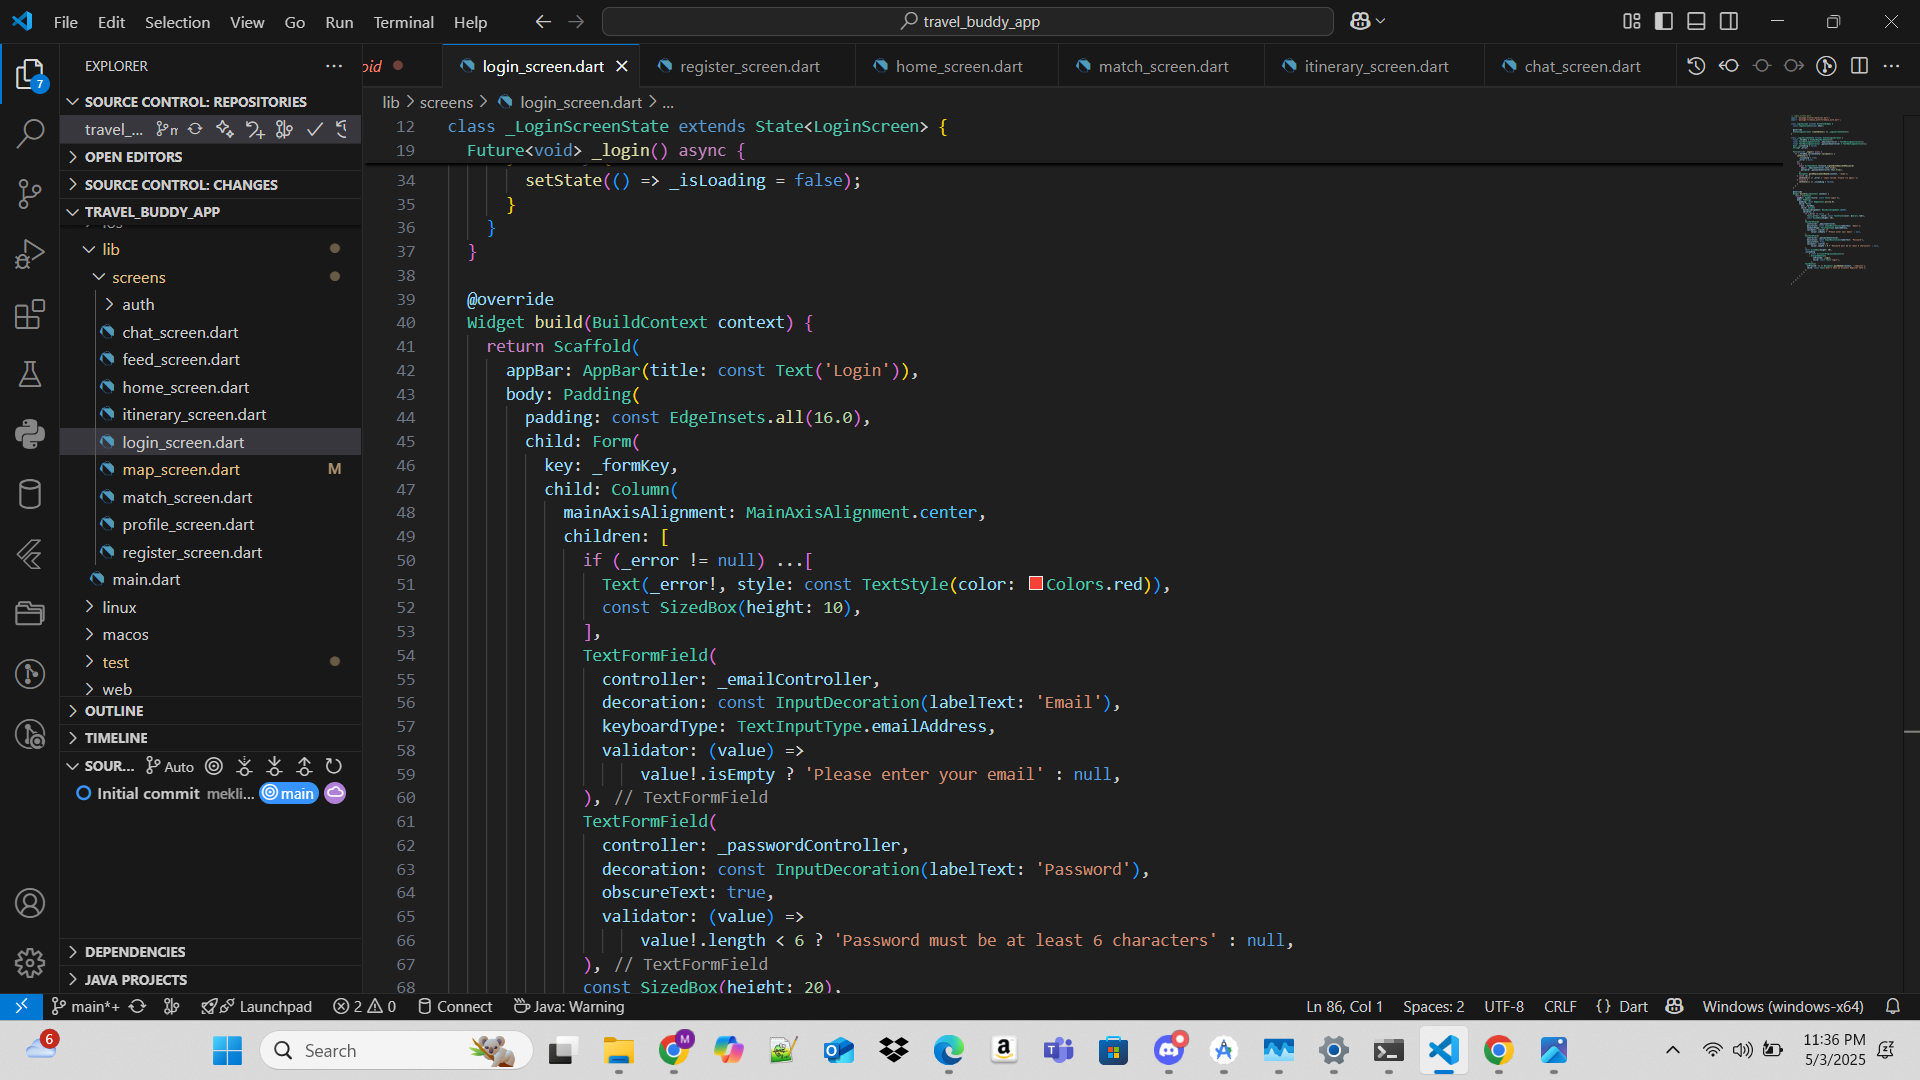 File Edit Selection View Go Run Terminal Help
travel_buddy_app
EXPLORER
SOURCE CONTROL: REPOSITORIES
travel_...
OPEN EDITORS
SOURCE CONTROL: CHANGES
TRAVEL_BUDDY_APP
ios
lib
screens
auth
chat_screen.dart
feed_screen.dart
home_screen.dart
itinerary_screen.dart
login_screen.dart
map_screen.dart M
match_screen.dart
profile_screen.dart
register_screen.dart
main.dart
linux
macos
test
web
OUTLINE
TIMELINE
SOUR... Auto
Initial commit mekli... main
DEPENDENCIES
JAVA PROJECTS
7
oid login_screen.dart register_screen.dart home_screen.dart match_screen.dart itinerary_screen.dart chat_screen.dart
lib > screens > login_screen.dart > ...
12 class _LoginScreenState extends State<LoginScreen> {
19 Future<void> _login() async {
34 setState(() => _isLoading = false);
35 }
36 }
37 }
38
39 @override
40 Widget build(BuildContext context) {
41 return Scaffold(
42 appBar: AppBar(title: const Text('Login')),
43 body: Padding(
44 padding: const EdgeInsets.all(16.0),
45 child: Form(
46 key: _formKey,
47 child: Column(
48 mainAxisAlignment: MainAxisAlignment.center,
49 children: [
50 if (_error != null) ...[
51 Text(_error!, style: const TextStyle(color: Colors.red)),
52 const SizedBox(height: 10),
53 ],
54 TextFormField(
55 controller: _emailController,
56 decoration: const InputDecoration(labelText: 'Email'),
57 keyboardType: TextInputType.emailAddress,
58 validator: (value) =>
59 value!.isEmpty ? 'Please enter your email' : null,
60 ), // TextFormField
61 TextFormField(
62 controller: _passwordController,
63 decoration: const InputDecoration(labelText: 'Password'),
64 obscureText: true,
65 validator: (value) =>
66 value!.length < 6 ? 'Password must be at least 6 characters' : null,
67 ), // TextFormField
68 const SizedBox(height: 20),
main*+ Launchpad 2 0 Connect Java: Warning Ln 86, Col 1 Spaces: 2 UTF-8 CRLF {} Dart Windows (windows-x64)
6 Search M a 11:36 PM
5/3/2025